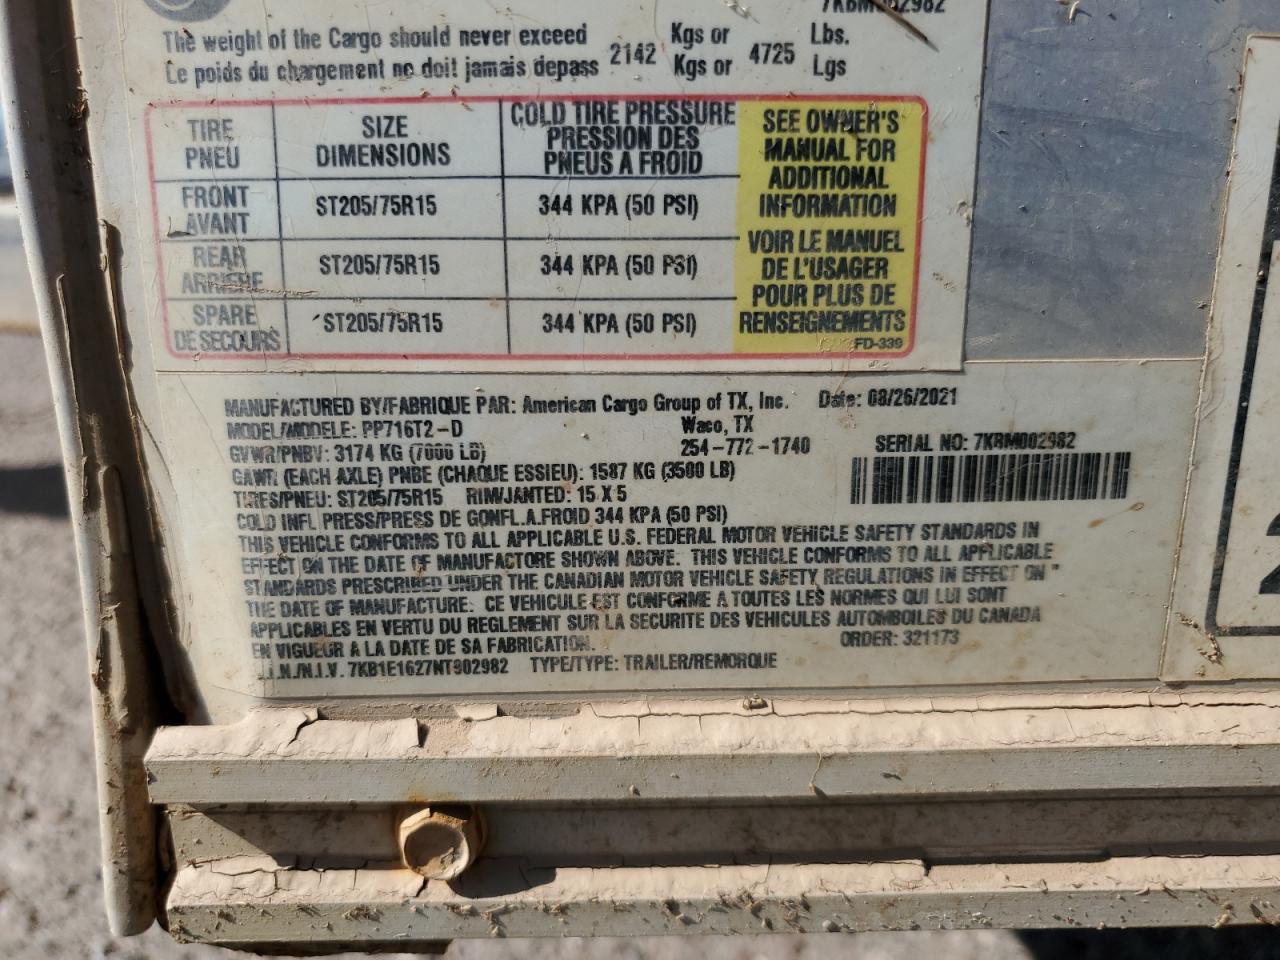 7KBM002982
The weight of the Cargo should never exceed 2142 Kgs or 4725 Lbs.
Le poids du chargement ne doit jamais depass 2142 Kgs or 4725 Lgs
TIRE PNEU
SIZE DIMENSIONS
COLD TIRE PRESSURE
PRESSION DES
PNEUS A FROID
FRONT AVANT
ST205/75R15
344 KPA (50 PSI)
REAR ARRIERE
ST205/75R15
344 KPA (50 PSI)
SPARE DE SECOURS
ST205/75R15
344 KPA (50 PSI)
SEE OWNER'S
MANUAL FOR
ADDITIONAL
INFORMATION
VOIR LE MANUEL
DE L'USAGER
POUR PLUS DE
RENSEIGNEMENTS
FD-339
MANUFACTURED BY/FABRIQUE PAR: American Cargo Group of TX, Inc. Date: 08/26/2021
MODEL/MODELE: PP716T2-D Waco, TX
GVWR/PNBV: 3174 KG (7000 LB) 254-772-1740 SERIAL NO: 7KBM002982
GAWR (EACH AXLE) PNBE (CHAQUE ESSIEU): 1587 KG (3500 LB)
TIRES/PNEU: ST205/75R15 RIM/JANTED: 15 X 5
COLD INFL PRESS/PRESS DE GONFL.A.FROID 344 KPA (50 PSI)
THIS VEHICLE CONFORMS TO ALL APPLICABLE U.S. FEDERAL MOTOR VEHICLE SAFETY STANDARDS IN
EFFECT ON THE DATE OF MANUFACTORE SHOWN ABOVE. THIS VEHICLE CONFORMS TO ALL APPLICABLE
STANDARDS PRESCRIBED UNDER THE CANADIAN MOTOR VEHICLE SAFETY REGULATIONS IN EFFECT ON
THE DATE OF MANUFACTURE: CE VEHICULE EST CONFORME A TOUTES LES NORMES QUI LUI SONT
APPLICABLES EN VERTU DU REGLEMENT SUR LA SECURITE DES VEHICULES AUTOMBOILES DU CANADA
EN VIGUEUR A LA DATE DE SA FABRICATION. ORDER: 321173
.I.N./N.I.V. 7KB1E1627NT902982 TYPE/TYPE: TRAILER/REMORQUE